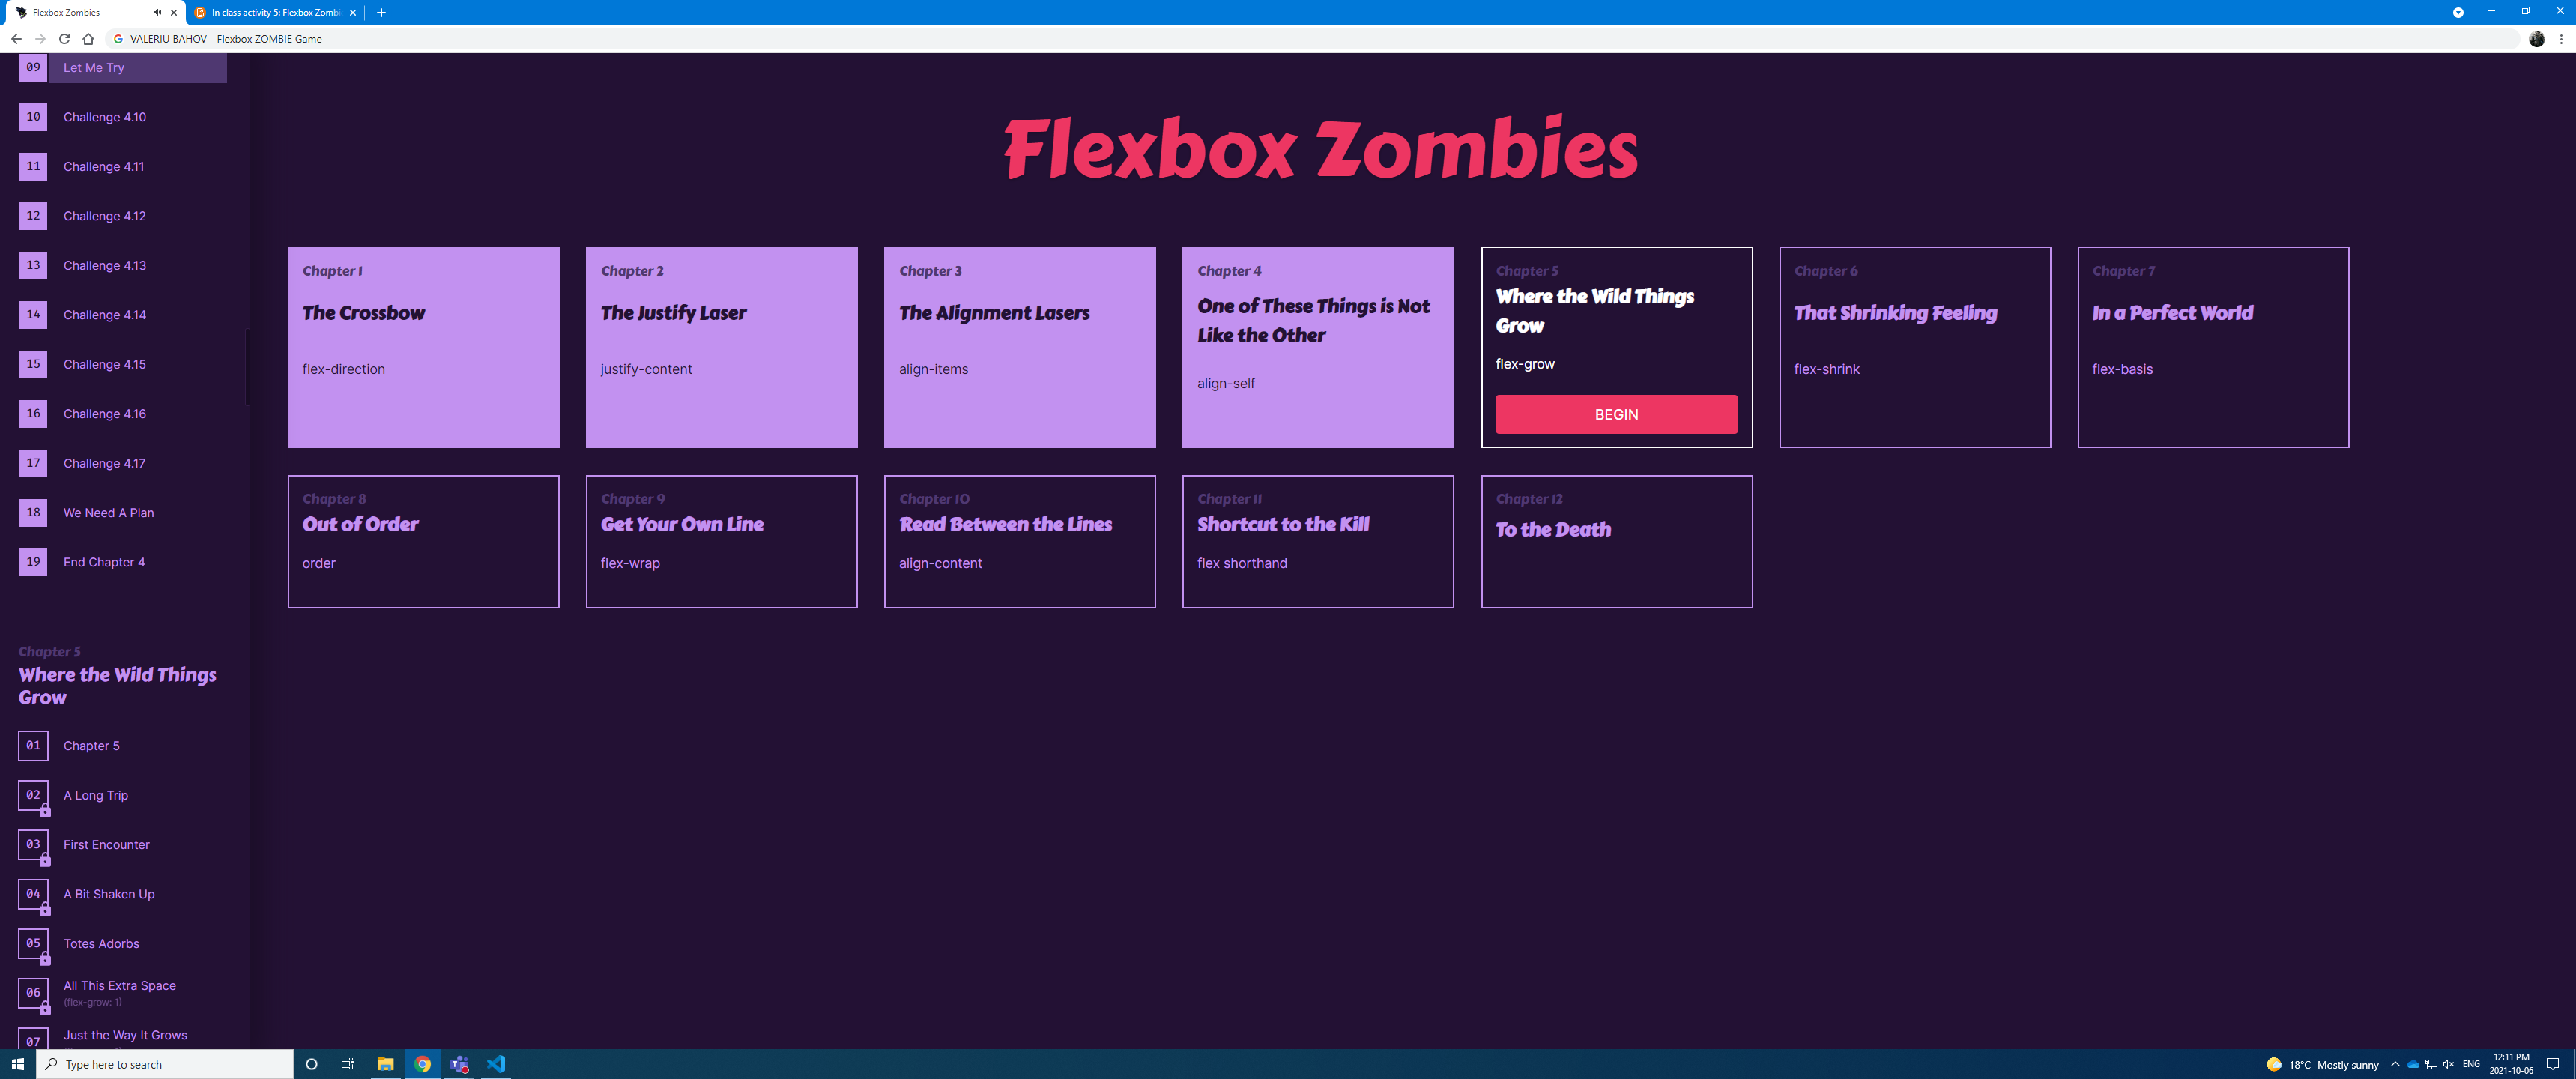 Flexbox Zombies
In class activity 5: Flexbox Zombi
VALERIU BAHOV - Flexbox ZOMBIE Game
09 Let Me Try
10 Challenge 4.10
11 Challenge 4.11
12 Challenge 4.12
13 Challenge 4.13
14 Challenge 4.14
15 Challenge 4.15
16 Challenge 4.16
17 Challenge 4.17
18 We Need A Plan
19 End Chapter 4
Chapter 5
Where the Wild Things
Grow
01 Chapter 5
02 A Long Trip
03 First Encounter
04 A Bit Shaken Up
05 Totes Adorbs
06 All This Extra Space
(flex-grow: 1)
07 Just the Way It Grows
Flexbox Zombies
Chapter 1
The Crossbow
flex-direction
Chapter 2
The Justify Laser
justify-content
Chapter 3
The Alignment Lasers
align-items
Chapter 4
One of These Things is Not
Like the Other
align-self
Chapter 5
Where the Wild Things
Grow
flex-grow
BEGIN
Chapter 6
That Shrinking Feeling
flex-shrink
Chapter 7
In a Perfect World
flex-basis
Chapter 8
Out of Order
order
Chapter 9
Get Your Own Line
flex-wrap
Chapter 10
Read Between the Lines
align-content
Chapter 11
Shortcut to the Kill
flex shorthand
Chapter 12
To the Death
Type here to search
18°C Mostly sunny
ENG
12:11 PM
2021-10-06